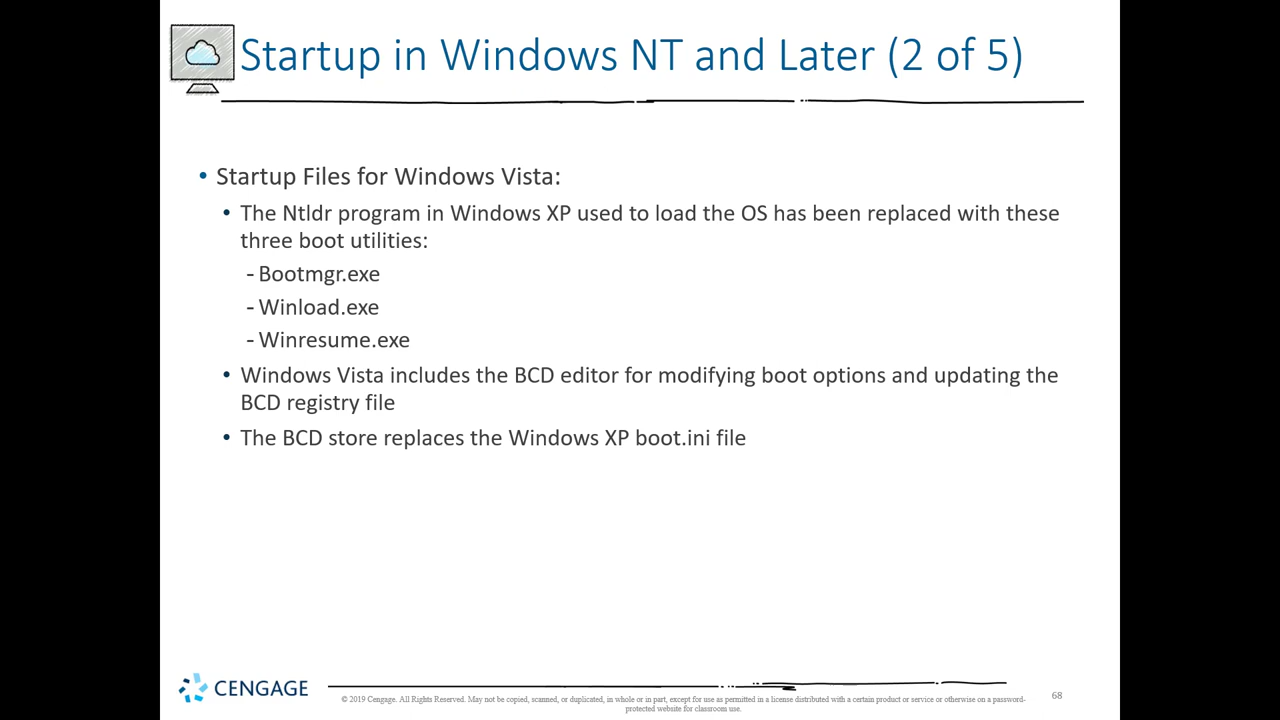 Startup in Windows NT and Later (2 of 5)
• Startup Files for Windows Vista:
• The Ntldr program in Windows XP used to load the OS has been replaced with these
three boot utilities:
- Bootmgr.exe
- Winload.exe
- Winresume.exe
• Windows Vista includes the BCD editor for modifying boot options and updating the
BCD registry file
• The BCD store replaces the Windows XP boot.ini file
CENGAGE
© 2019 Cengage. All Rights Reserved. May not be copied, scanned, or duplicated, in whole or in part, except for use as permitted in a license distributed with a certain product or service or otherwise on a password-
protected website for classroom use.
68